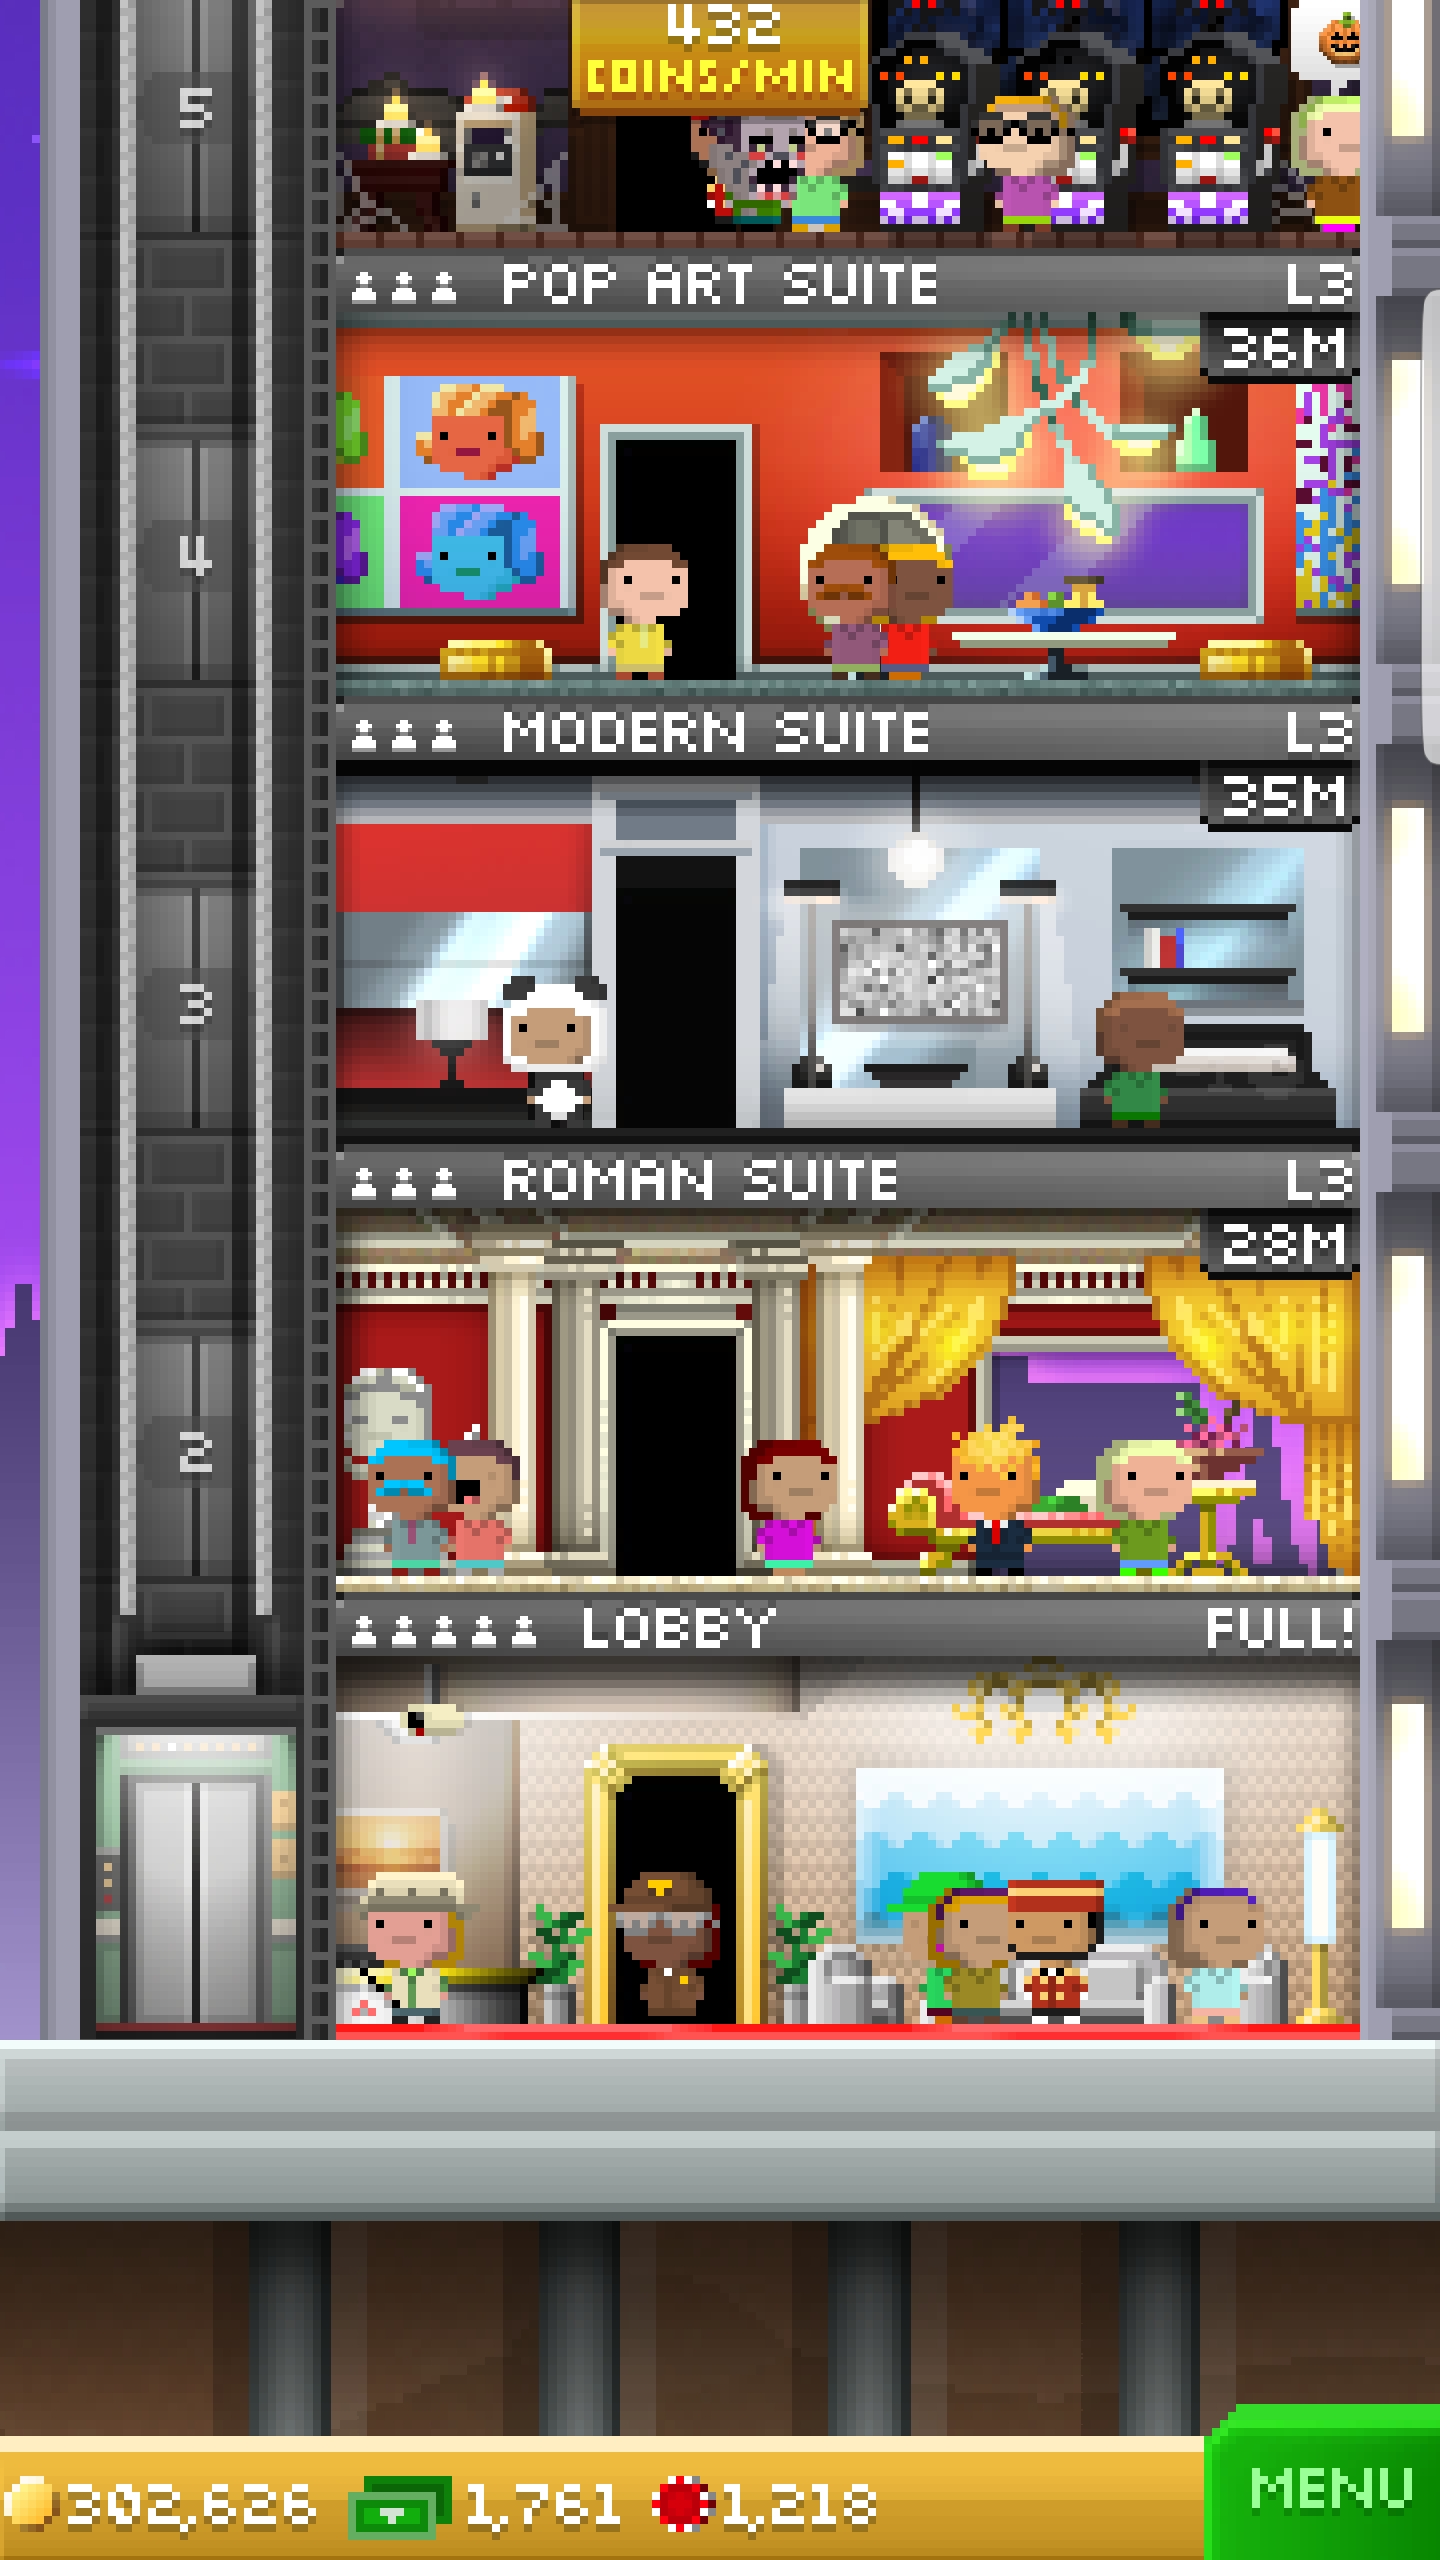 432
COINS/MIN
5
POP ART SUITE L3
36M
4
MODERN SUITE L3
35M
3
ROMAN SUITE L3
28M
2
LOBBY FULL!
302,626 1,761 1,218
MENU